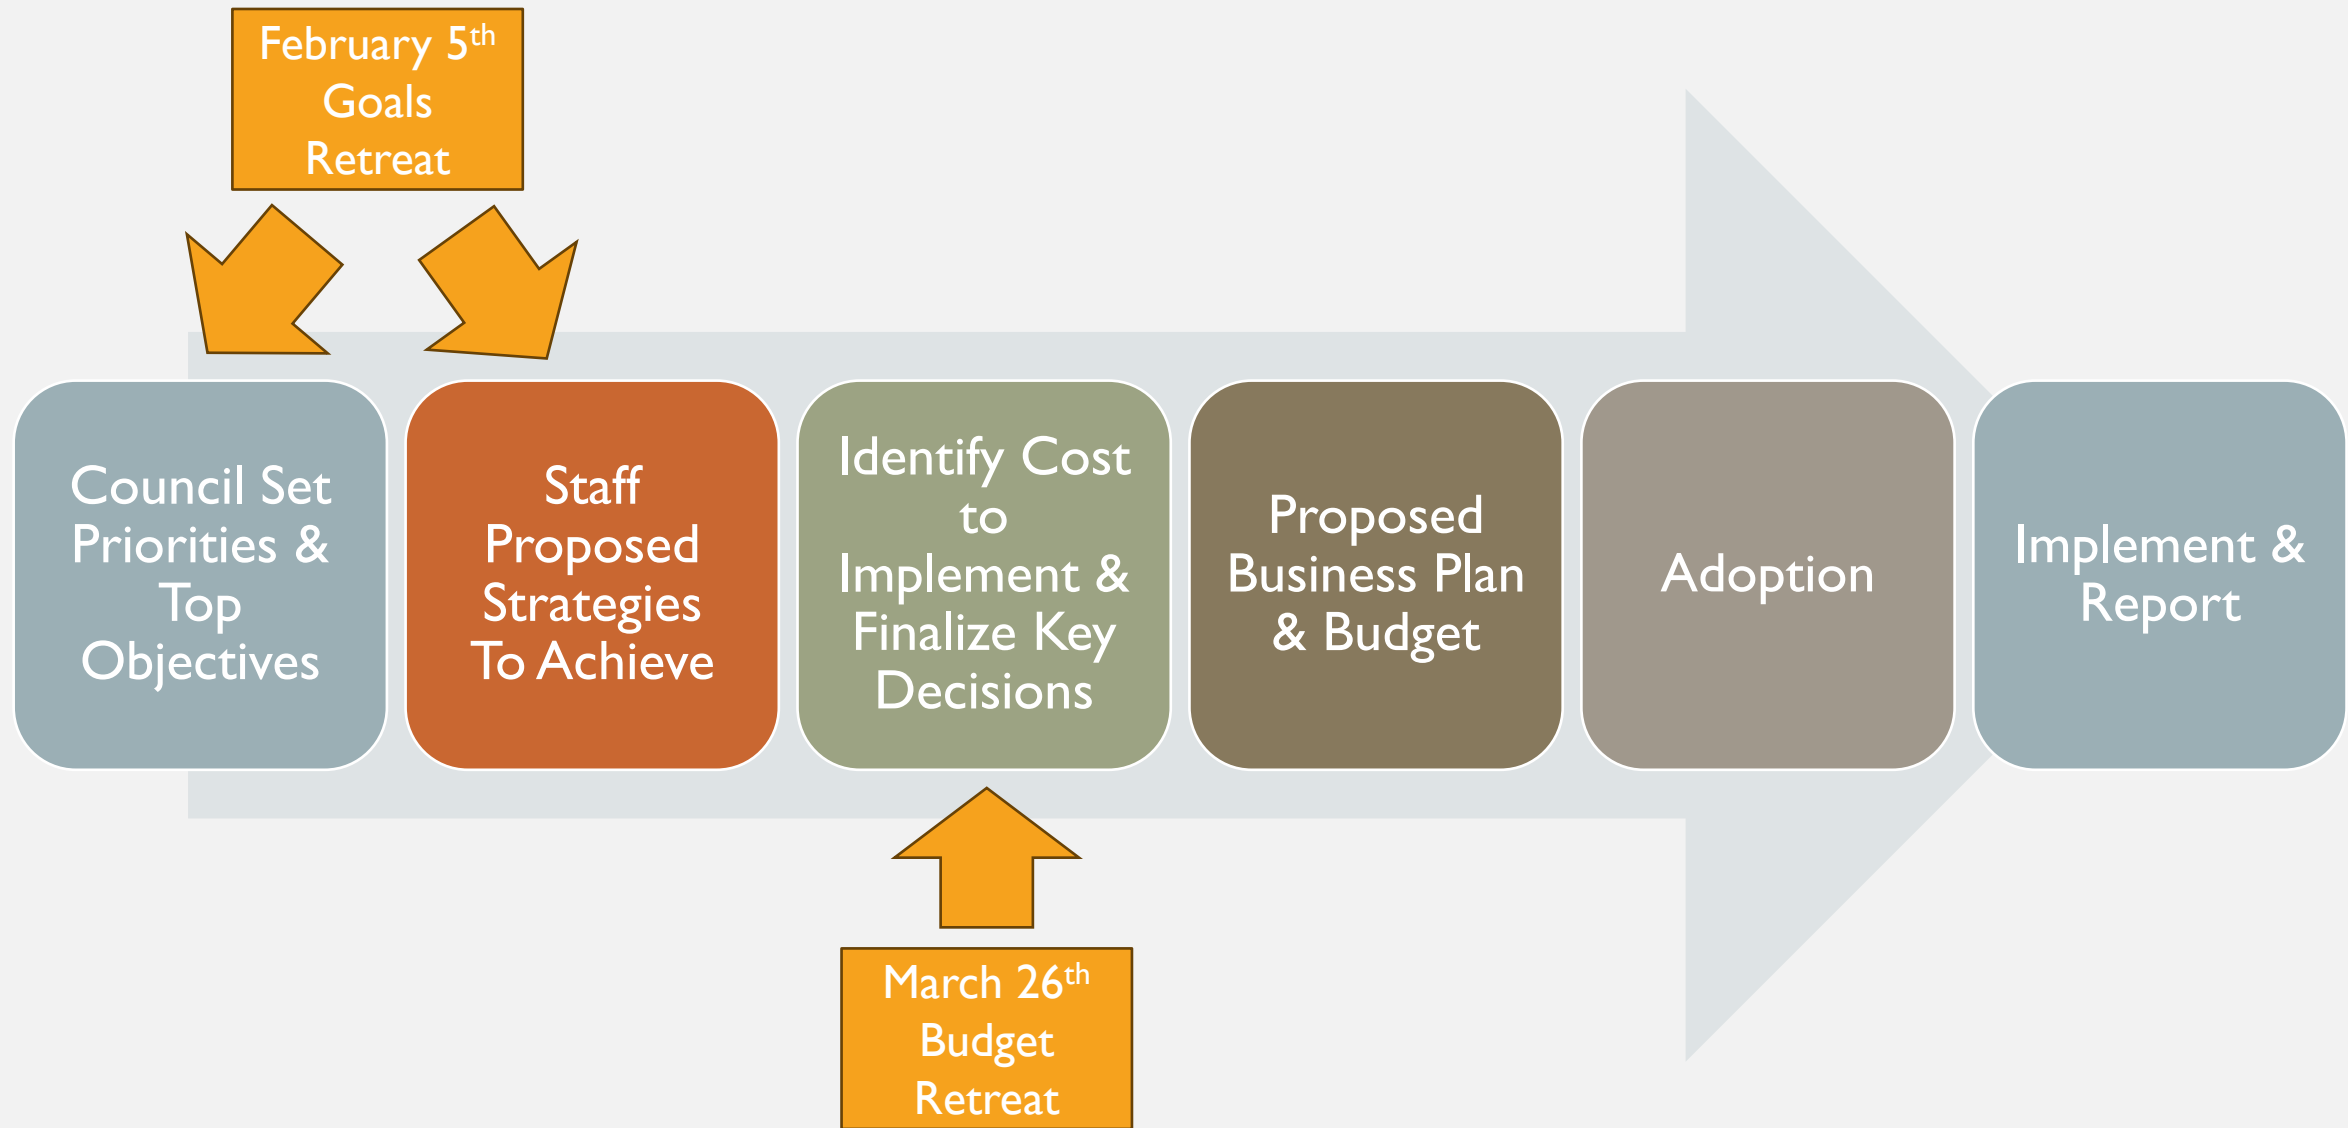 February 5th
Goals
Retreat
Council Set
Priorities &
Top
Objectives
Staff
Proposed
Strategies
To Achieve
Identify Cost
to
Implement &
Finalize Key
Decisions
Proposed
Business Plan
& Budget
Adoption
Implement &
Report
March 26th
Budget
Retreat